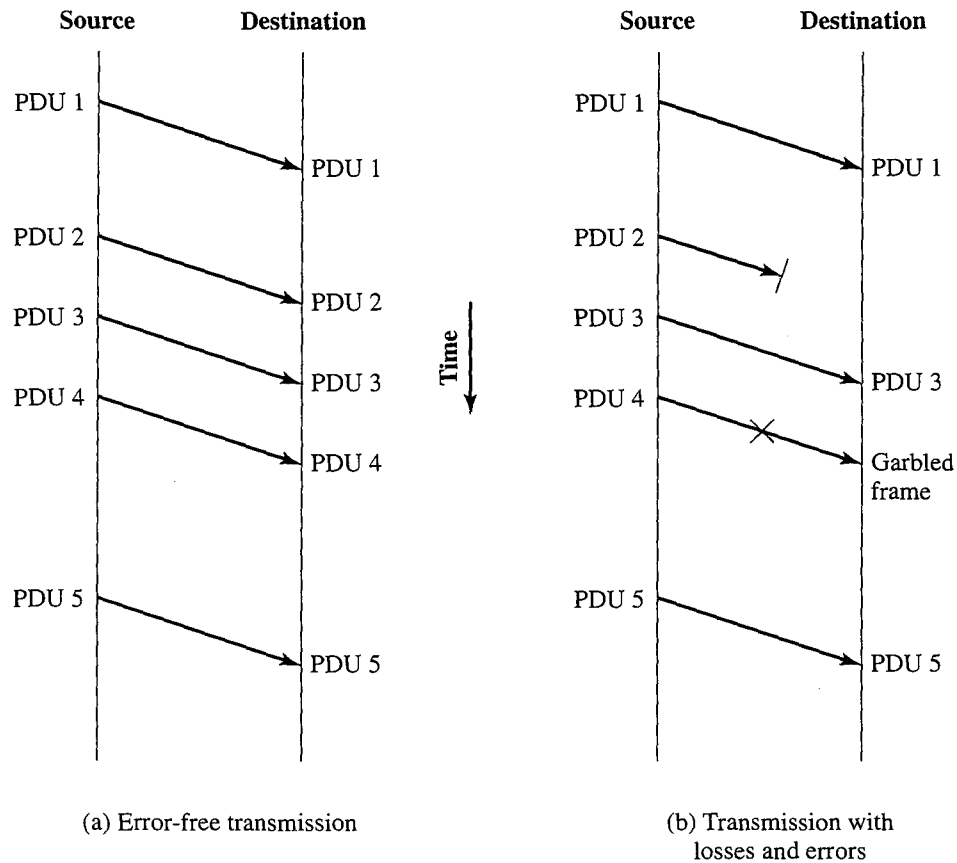 Source Destination
PDU 1
PDU 1
PDU 2
PDU 2
PDU 3
PDU 3
PDU 4
PDU 4
PDU 5
PDU 5
(a) Error-free transmission
Time
Source Destination
PDU 1
PDU 1
PDU 2
PDU 3
PDU 3
PDU 4
Garbled
frame
PDU 5
PDU 5
(b) Transmission with
losses and errors